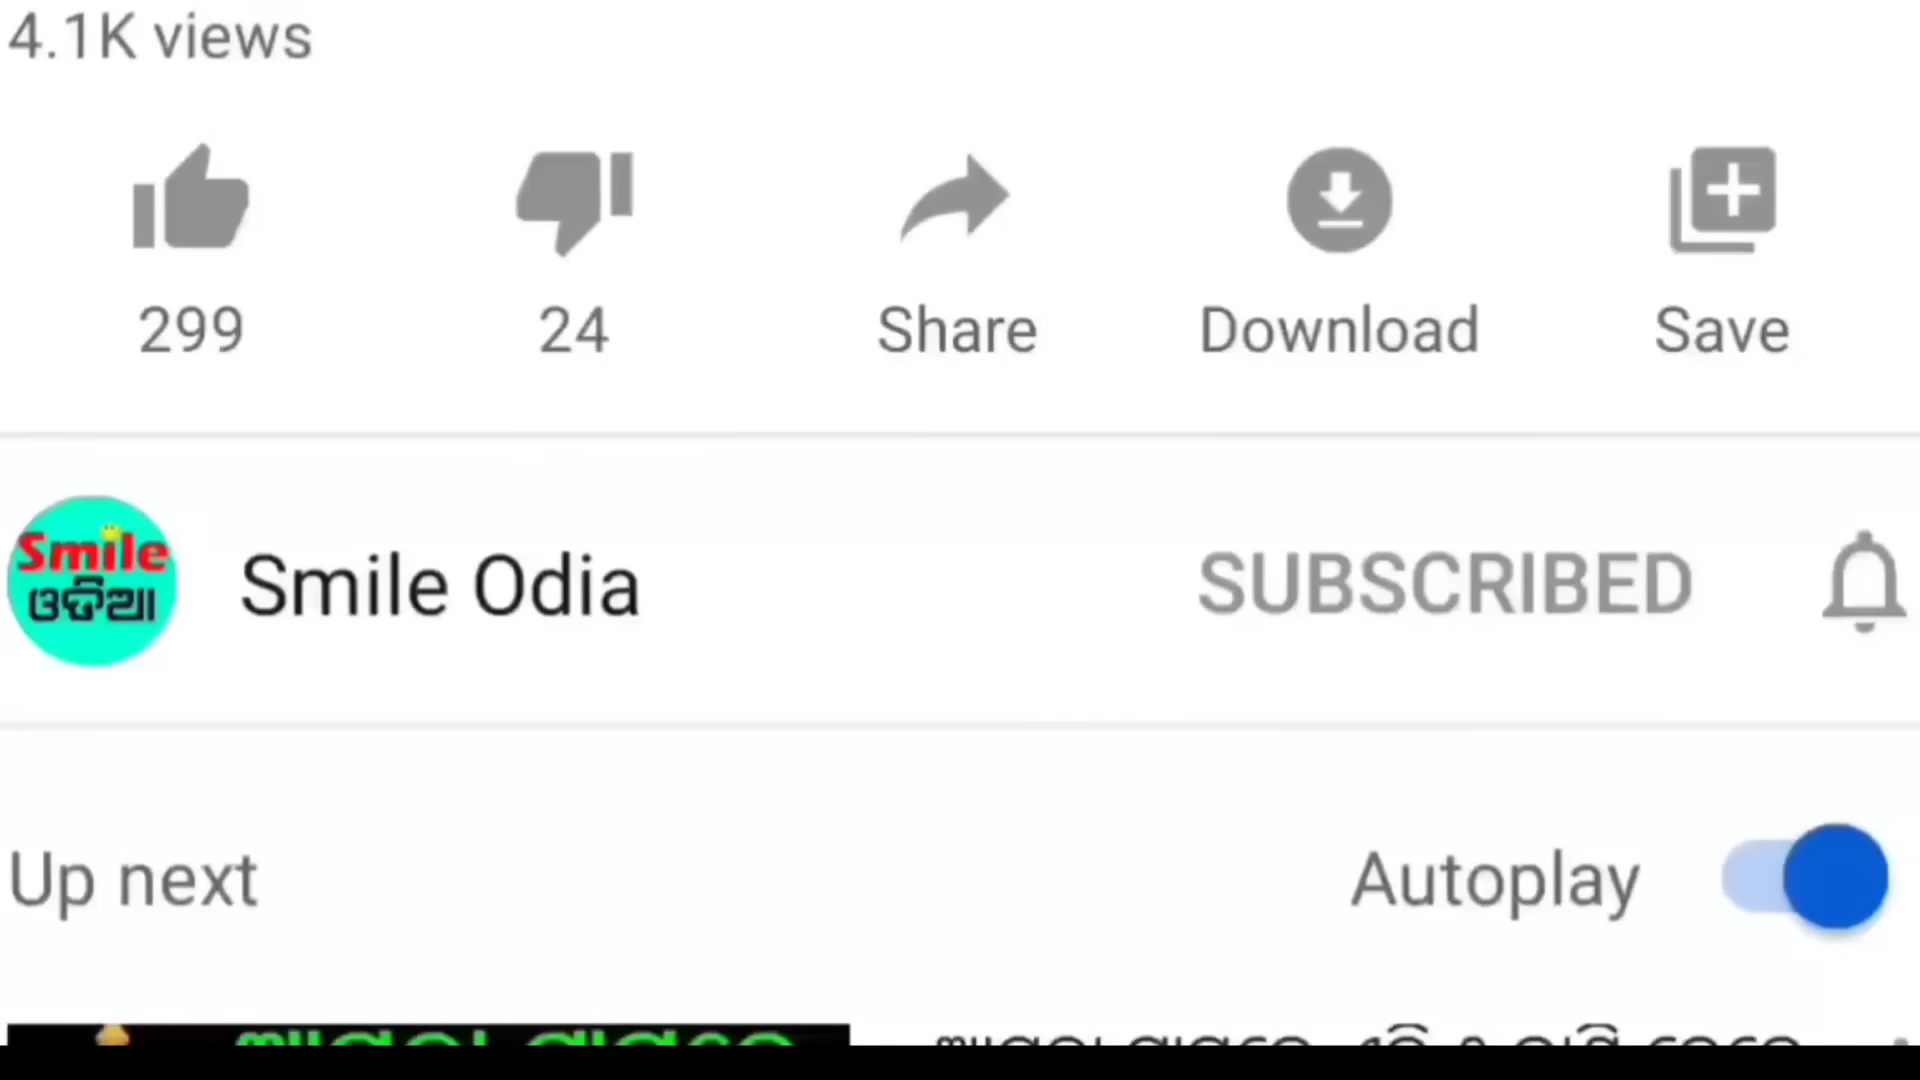 4.1K views
299 24 Share Download Save
Smile
ଓଡିଆ
Smile Odia SUBSCRIBED
Up next Autoplay